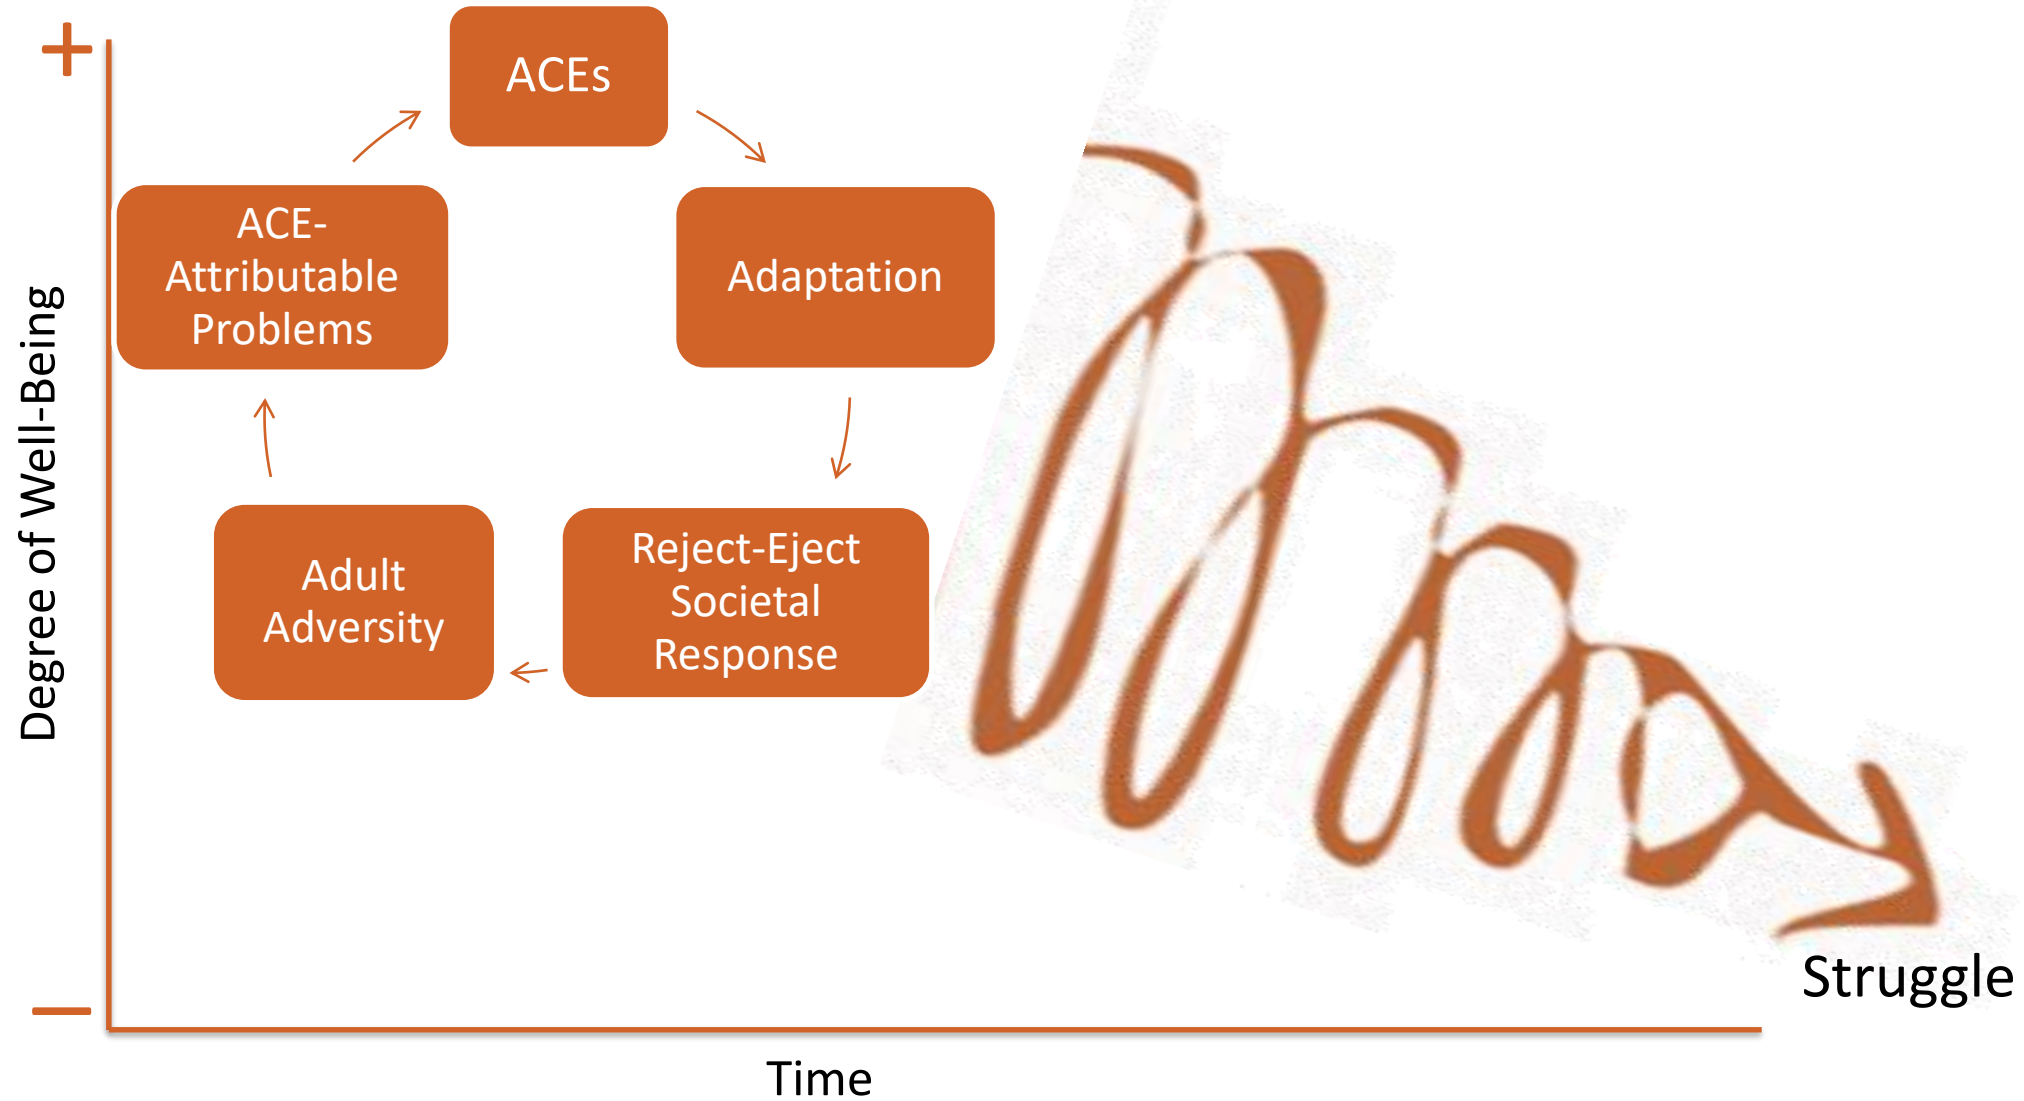 +
ACEs
ACE-
Attributable
Problems
Adaptation
Degree of Well-Being
Adult
Adversity
Reject-Eject
Societal
Response
Struggle
–
Time